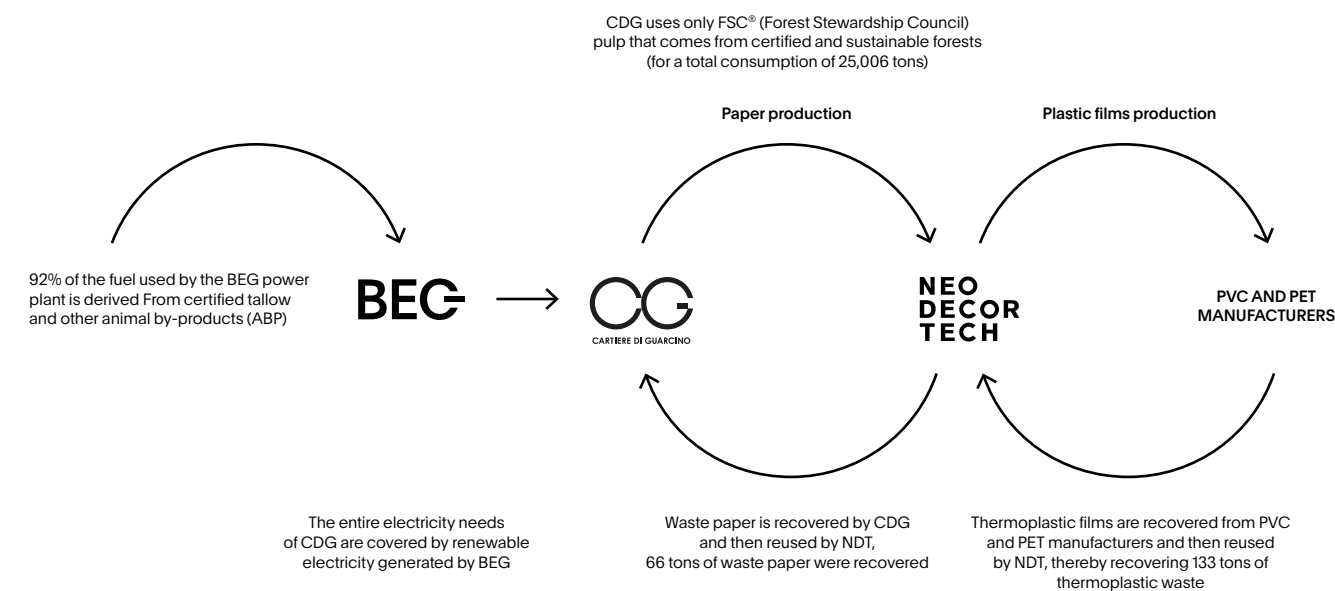 CDG uses only FSC® (Forest Stewardship Council)
pulp that comes from certified and sustainable forests
(for a total consumption of 25,006 tons)
Paper production
Plastic films production
92% of the fuel used by the BEG power
plant is derived From certified tallow
and other animal by-products (ABP)
BEG
CG
CARTIERE DI GUARCINO
NEO
DECOR
TECH
PVC AND PET
MANUFACTURERS
The entire electricity needs
of CDG are covered by renewable
electricity generated by BEG
Waste paper is recovered by CDG
and then reused by NDT,
66 tons of waste paper were recovered
Thermoplastic films are recovered from PVC
and PET manufacturers and then reused
by NDT, thereby recovering 133 tons of
thermoplastic waste